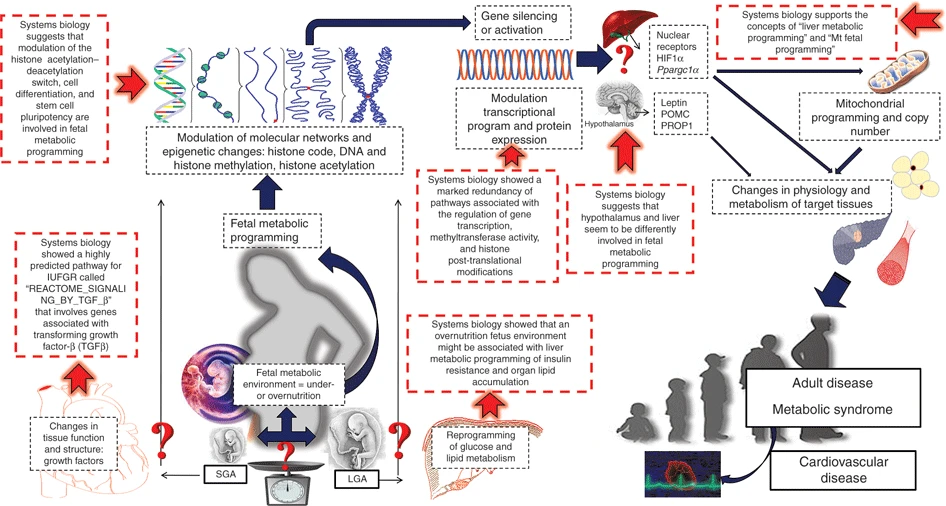 Systems biology
suggests that
modulation of the
histone acetylation–
deacetylation
switch, cell
differentiation, and
stem cell
pluripotency are
involved in fetal
metabolic
programming
Modulation of molecular networks and
epigenetic changes: histone code, DNA and
histone methylation, histone acetylation
Gene silencing
or activation
Modulation
transcriptional
program and protein
expression
?
Hypothalamus
Nuclear
receptors
HIF1α
Ppargc1α
Leptin
POMC
PROP1
Systems biology supports the
concepts of “liver metabolic
programming” and “Mt fetal
programming”
Mitochondrial
programming and copy
number
Changes in physiology and
metabolism of target tissues
Systems biology showed a
marked redundancy of
pathways associated with
the regulation of gene
transcription,
methyltransferase activity,
and histone
post-translational
modifications
Systems biology
suggests that
hypothalamus and liver
seem to be differently
involved in fetal
metabolic
programming
Fetal metabolic
programming
Systems biology
showed a highly
predicted pathway for
IUFGR called
“REACTOME_SIGNALI
NG_BY_TGF_β”
that involves genes
associated with
transforming growth
factor-β (TGFβ)
Systems biology showed that an
overnutrition fetus environment
might be associated with liver
metabolic programming of insulin
resistance and organ lipid
accumulation
Fetal metabolic
environment = under-
or overnutrition
Changes in
tissue function
and structure:
growth factors
?
SGA
?
LGA
?
Reprogramming
of glucose and
lipid metabolism
Adult disease
Metabolic syndrome
Cardiovascular
disease